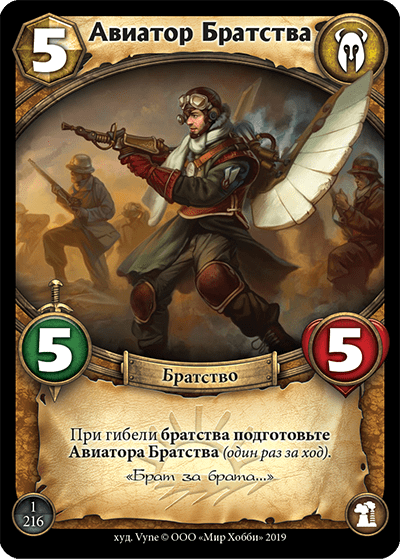 5 Авиатор Братства
5 5
Братство
При гибели братства подготовьте
Авиатора Братства (один раз за ход).
«Брат за брата...»
1
216
худ. Vyne © ООО «Мир Хобби» 2019